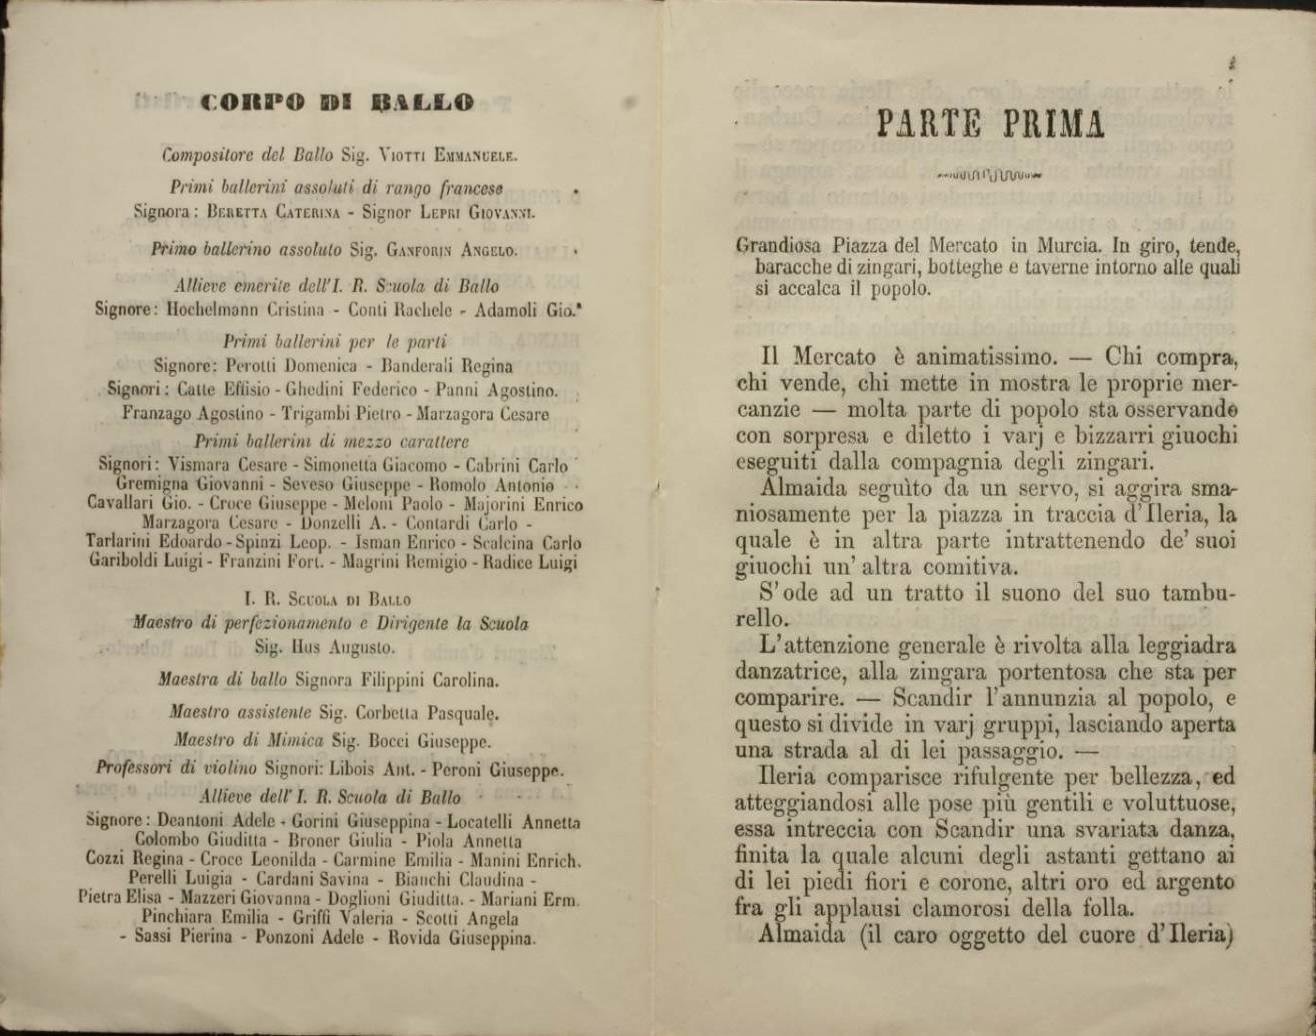 CORPO DI BALLO
Compositore del Ballo Sig. VIOTTI EMMANUELE.
Primi ballerini assoluti di rango francese
Signora: BERETTA CATERINA - Signor LEPRI GIOVANNI.
Primo ballerino assoluto Sig. GANFORIN ANGELO.
Allieve emerite dell'I. R. Scuola di Ballo
Signore: Hochelmann Cristina - Conti Rachele - Adamoli Gio.ª
Primi ballerini per le parti
Signore: Perotti Domenica - Banderali Regina
Signori: Catte Effisio - Ghedini Federico - Panni Agostino.
Franzago Agostino - Trigambi Pietro - Marzagora Cesare
Primi ballerini di mezzo carattere
Signori: Vismara Cesare - Simonetta Giacomo - Cabrini Carlo
Gremigna Giovanni - Seveso Giuseppe - Romolo Antonio
Cavallari Gio. - Croce Giuseppe - Meloni Paolo - Majorini Enrico
Marzagora Cesare - Donzelli A. - Contardi Carlo -
Tarlarini Edoardo - Spinzi Leop. - Isman Enrico - Scalcina Carlo
Gariboldi Luigi - Franzini Fort. - Magrini Remigio - Radice Luigi
I. R. SCUOLA DI BALLO
Maestro di perfezionamento e Dirigente la Scuola
Sig. Hus Augusto.
Maestra di ballo Signora Filippini Carolina.
Maestro assistente Sig. Corbetta Pasquale.
Maestro di Mimica Sig. Bocci Giuseppe.
Professori di violino Signori: Libois Ant. - Peroni Giuseppe.
Allieve dell'I. R. Scuola di Ballo
Signore: Deantoni Adele - Gorini Giuseppina - Locatelli Annetta
Colombo Giuditta - Broner Giulia - Piola Annetta
Cozzi Regina - Croce Leonilda - Carmine Emilia - Manini Enrich.
Perelli Luigia - Cardani Savina - Bianchi Claudina -
Pietra Elisa - Mazzeri Giovanna - Doglioni Giuditta. - Mariani Erm.
Pinchiara Emilia - Griffi Valeria - Scotti Angela
- Sassi Pierina - Ponzoni Adele - Rovida Giuseppina.
PARTE PRIMA
Grandiosa Piazza del Mercato in Murcia. In giro, tende,
baracche di zingari, botteghe e taverne intorno alle quali
si accalca il popolo.
Il Mercato è animatissimo. — Chi compra,
chi vende, chi mette in mostra le proprie mer-
canzie — molta parte di popolo sta osservando
con sorpresa e diletto i varj e bizzarri giuochi
eseguiti dalla compagnia degli zingari.
Almaida seguìto da un servo, si aggira sma-
niosamente per la piazza in traccia d'Ileria, la
quale è in altra parte intrattenendo de' suoi
giuochi un' altra comitiva.
S'ode ad un tratto il suono del suo tambu-
rello.
L'attenzione generale è rivolta alla leggiadra
danzatrice, alla zingara portentosa che sta per
comparire. — Scandir l'annunzia al popolo, e
questo si divide in varj gruppi, lasciando aperta
una strada al di lei passaggio. —
Ileria comparisce rifulgente per bellezza, ed
atteggiandosi alle pose più gentili e voluttuose,
essa intreccia con Scandir una svariata danza,
finita la quale alcuni degli astanti gettano ai
di lei piedi fiori e corone, altri oro ed argento
fra gli applausi clamorosi della folla.
Almaida (il caro oggetto del cuore d'Ileria)